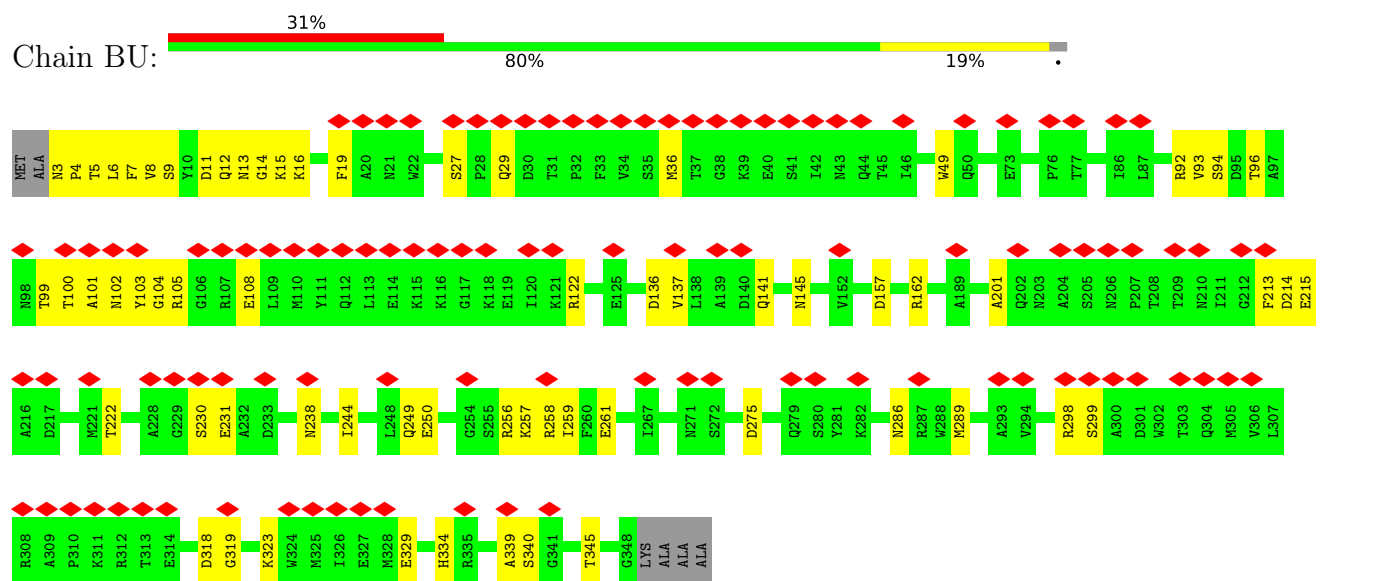 31%
Chain BU:
80% 19% •
MET ALA N3 P4 T5 L6 F7 V8 S9 Y10 D11 Q12 N13 G14 K15 K16 F19 A20 N21 W22 S27 P28 Q29 D30 T31 P32 F33 V34 S35 M36 T37 G38 K39 E40 S41 I42 N43 Q44 T45 I46 W49 Q50 E73 P76 T77 I86 L87 R92 V93 S94 D95 T96 A97
N98 T99 T100 A101 N102 Y103 G104 R105 G106 R107 E108 L109 M110 Y111 Q112 L113 E114 K115 K116 G117 K118 E119 I120 K121 R122 E125 D136 V137 L138 A139 D140 Q141 N145 V152 D157 R162 A189 A201 Q202 N203 A204 S205 N206 P207 T208 T209 N210 I211 G212 F213 D214 E215
A216 D217 M221 T222 A228 G229 S230 E231 A232 D233 N238 I244 L248 Q249 E250 G254 S255 R256 K257 R258 I259 F260 E261 I267 N271 S272 D275 Q279 S280 Y281 K282 N286 R287 W288 M289 A293 V294 R298 S299 A300 D301 W302 T303 Q304 M305 V306 L307
R308 A309 P310 K311 R312 T313 E314 D318 G319 K323 W324 M325 I326 E327 M328 E329 H334 R335 A339 S340 G341 T345 G348 LYS ALA ALA ALA